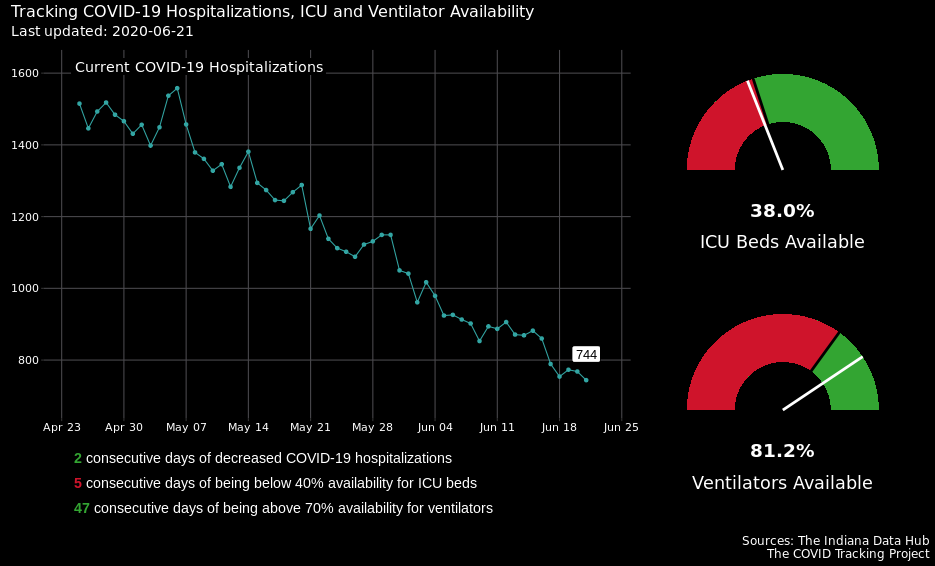 Tracking COVID-19 Hospitalizations, ICU and Ventilator Availability
Last updated: 2020-06-21
Current COVID-19 Hospitalizations
1600
1400
1200
1000
800
744
Apr 23
Apr 30
May 07
May 14
May 21
May 28
Jun 04
Jun 11
Jun 18
Jun 25
38.0%
ICU Beds Available
81.2%
Ventilators Available
2 consecutive days of decreased COVID-19 hospitalizations
5 consecutive days of being below 40% availability for ICU beds
47 consecutive days of being above 70% availability for ventilators
Sources: The Indiana Data Hub
The COVID Tracking Project